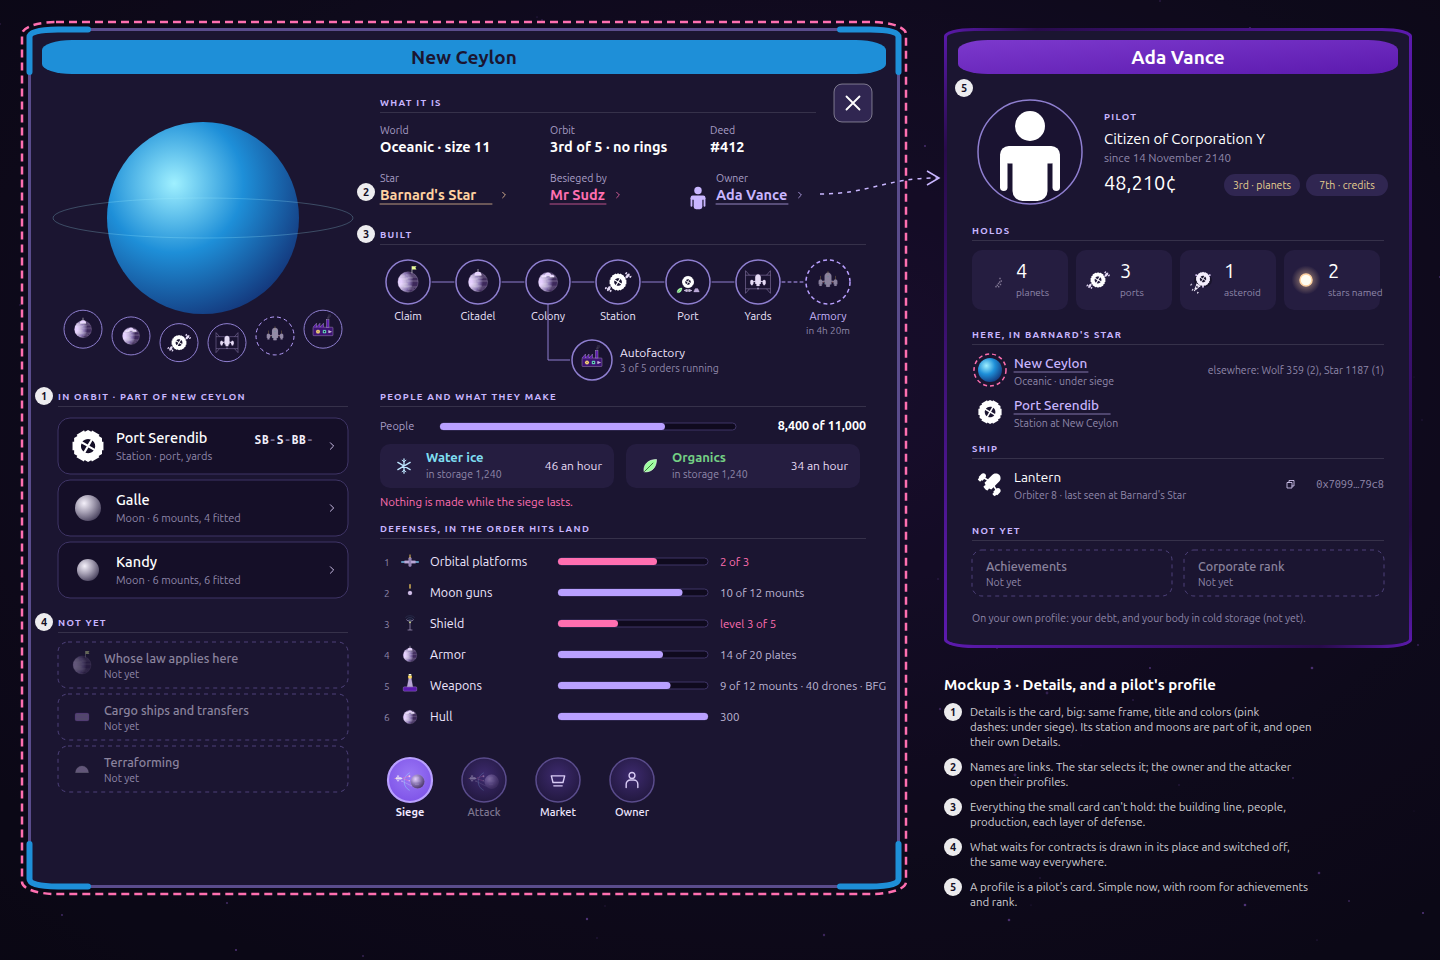 New Ceylon
WHAT IT IS
World
Oceanic · size 11
Orbit
3rd of 5 · no rings
Deed
#412
Star
2
Barnard's Star
Besieged by
Mr Sudz
Owner
Ada Vance
3
BUILT
Claim
Citadel
Colony
Station
Port
Yards
Armory
in 4h 20m
Autofactory
3 of 5 orders running
1
IN ORBIT · PART OF NEW CEYLON
Port Serendib
Station · port, yards
SB-S-BB-
Galle
Moon · 6 mounts, 4 fitted
Kandy
Moon · 6 mounts, 6 fitted
4
NOT YET
Whose law applies here
Not yet
Cargo ships and transfers
Not yet
Terraforming
Not yet
PEOPLE AND WHAT THEY MAKE
People
8,400 of 11,000
Water ice
in storage 1,240
46 an hour
Organics
in storage 1,240
34 an hour
Nothing is made while the siege lasts.
DEFENSES, IN THE ORDER HITS LAND
1 Orbital platforms 2 of 3
2 Moon guns 10 of 12 mounts
3 Shield level 3 of 5
4 Armor 14 of 20 plates
5 Weapons 9 of 12 mounts · 40 drones · BFG
6 Hull 300
Siege
Attack
Market
Owner
Ada Vance
5
PILOT
Citizen of Corporation Y
since 14 November 2140
48,210¢
3rd · planets
7th · credits
HOLDS
4
planets
3
ports
1
asteroid
2
stars named
HERE, IN BARNARD'S STAR
New Ceylon
Oceanic · under siege
elsewhere: Wolf 359 (2), Star 1187 (1)
Port Serendib
Station at New Ceylon
SHIP
Lantern
Orbiter 8 · last seen at Barnard's Star
0x7099…79c8
NOT YET
Achievements
Not yet
Corporate rank
Not yet
On your own profile: your debt, and your body in cold storage (not yet).
Mockup 3 · Details, and a pilot's profile
1 Details is the card, big: same frame, title and colors (pink
dashes: under siege). Its station and moons are part of it, and open
their own Details.
2 Names are links. The star selects it; the owner and the attacker
open their profiles.
3 Everything the small card can't hold: the building line, people,
production, each layer of defense.
4 What waits for contracts is drawn in its place and switched off,
the same way everywhere.
5 A profile is a pilot's card. Simple now, with room for achievements
and rank.